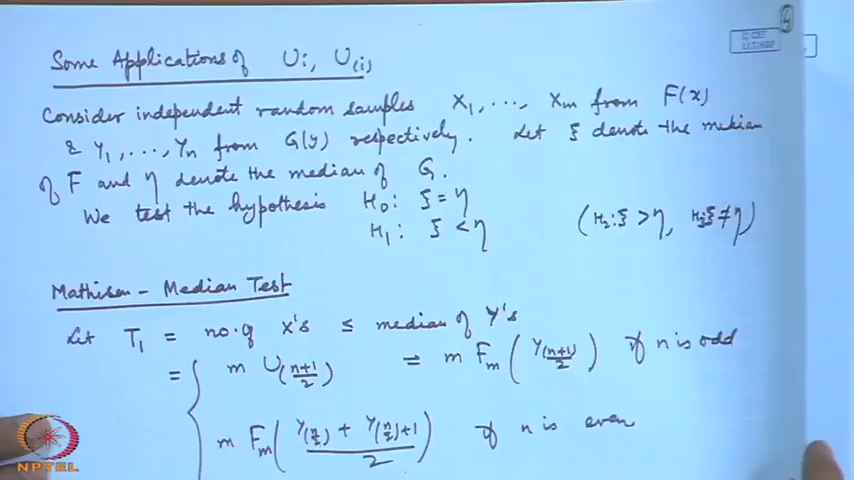 Some Applications of Ui, U(i)
Consider independent random samples X1, ..., Xm from F(x)
& Y1, ..., Yn from G(y) respectively. Let ξ denote the median
of F and η denote the median of G.
We test the hypothesis H0: ξ = η
H1: ξ < η (H2: ξ > η, H3: ξ ≠ η)
Mathisen - Median Test
Let T1 = no. of X's ≤ median of Y's
= { m U((n+1)/2) = m Fm( Y((n+1)/2) ) if n is odd
m Fm( (Y(n/2) + Y(n/2)+1) / 2 ) if n is even
NPTEL